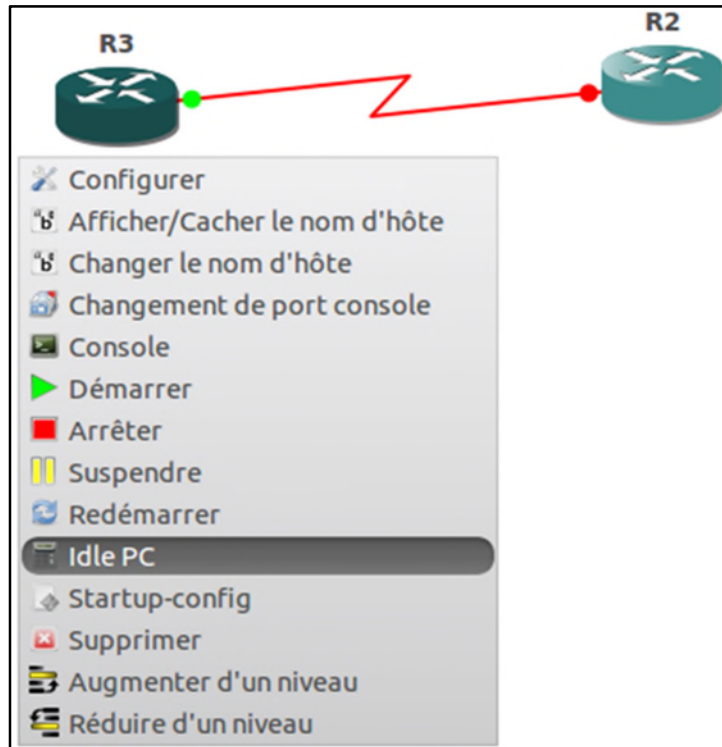 R3
R2
Configurer
Afficher/Cacher le nom d'hôte
Changer le nom d'hôte
Changement de port console
Console
Démarrer
Arrêter
Suspendre
Redémarrer
Idle PC
Startup-config
Supprimer
Augmenter d'un niveau
Réduire d'un niveau